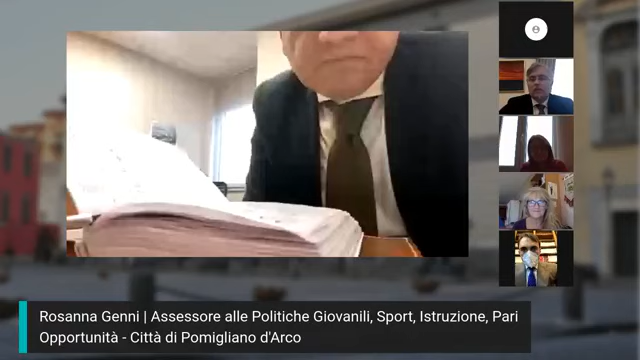 Rosanna Genni | Assessore alle Politiche Giovanili, Sport, Istruzione, Pari
Opportunità - Città di Pomigliano d'Arco